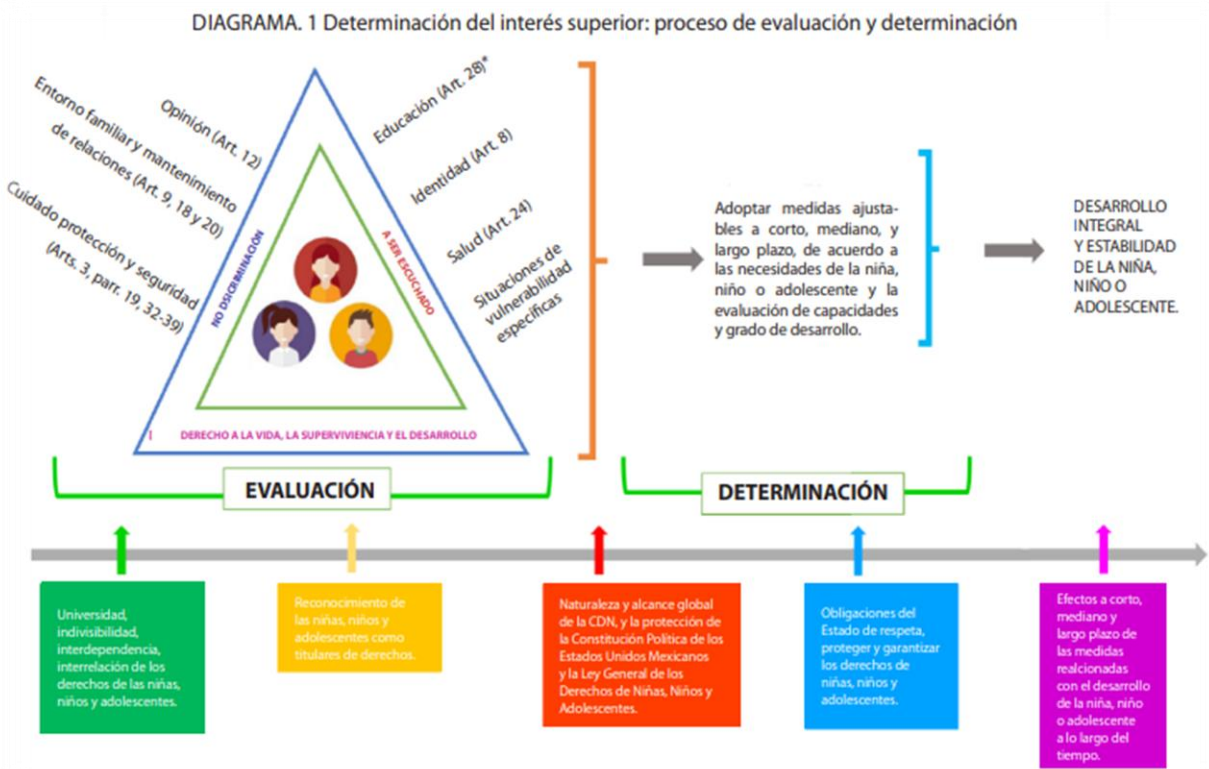 DIAGRAMA. 1 Determinación del interés superior: proceso de evaluación y determinación
Opinión (Art. 12)
Entorno familiar y mantenimiento
de relaciones (Art. 9, 18 y 20)
Cuidado protección y seguridad
(Arts. 3, parr. 19, 32-39)
NO DSICRIMINACIÓN
A SER ESCUCHADO
DERECHO A LA VIDA, LA SUPERVIVIENCIA Y EL DESARROLLO
Educación (Art. 28)*
Identidad (Art. 8)
Salud (Art. 24)
Situaciones de
vulnerabilidad
específicas
Adoptar medidas ajusta-
bles a corto, mediano, y
largo plazo, de acuerdo a
las necesidades de la niña,
niño o adolescente y la
evaluación de capacidades
y grado de desarrollo.
DESARROLLO
INTEGRAL
Y ESTABILIDAD
DE LA NIÑA,
NIÑO O
ADOLESCENTE.
EVALUACIÓN
DETERMINACIÓN
Universidad,
indivisibilidad,
interdependencia,
interrelación de los
derechos de las niñas,
niños y adolescentes.
Reconocimiento de
las niñas, niños y
adolescentes como
titulares de derechos.
Naturaleza y alcance global
de la CDN, y la protección de
la Constitución Política de los
Estados Unidos Mexicanos
y la Ley General de los
Derechos de Niñas, Niños y
Adolescentes.
Obligaciones del
Estado de respeta,
proteger y garantizar
los derechos de
niñas, niños y
adolescentes.
Efectos a corto,
mediano y
largo plazo de
las medidas
realcionadas
con el desarrollo
de la niña, niño
o adolescente
a lo largo del
tiempo.